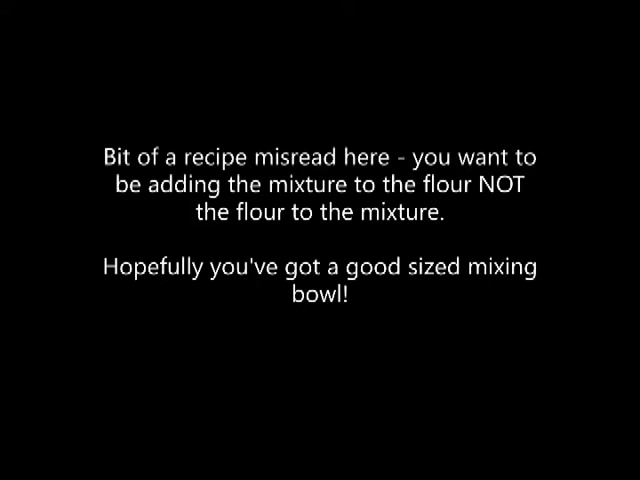 Bit of a recipe misread here - you want to
be adding the mixture to the flour NOT
the flour to the mixture.
Hopefully you've got a good sized mixing
bowl!